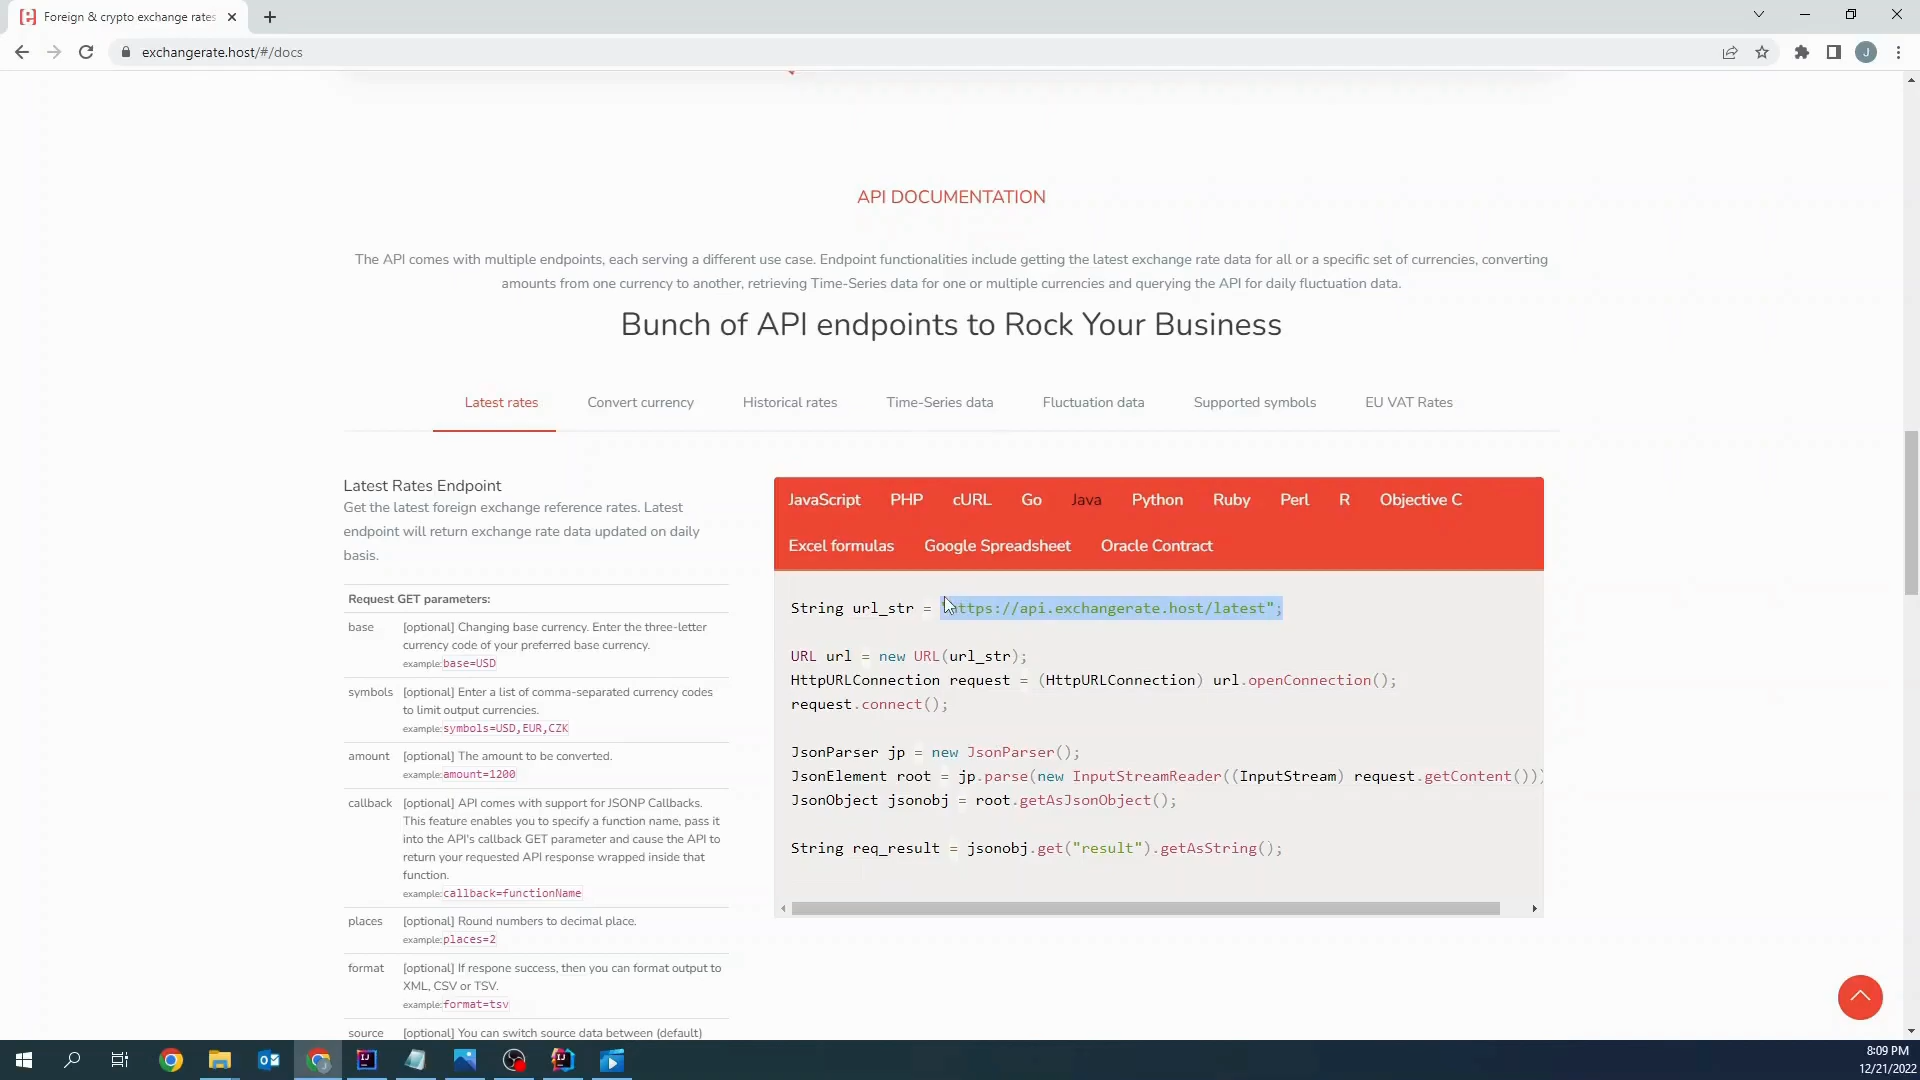 Foreign & crypto exchange rates
exchangerate.host/#/docs
J
API DOCUMENTATION
The API comes with multiple endpoints, each serving a different use case. Endpoint functionalities include getting the latest exchange rate data for all or a specific set of currencies, converting
amounts from one currency to another, retrieving Time-Series data for one or multiple currencies and querying the API for daily fluctuation data.
Bunch of API endpoints to Rock Your Business
Latest rates Convert currency Historical rates Time-Series data Fluctuation data Supported symbols EU VAT Rates
Latest Rates Endpoint
Get the latest foreign exchange reference rates. Latest
endpoint will return exchange rate data updated on daily
basis.
Request GET parameters:
base [optional] Changing base currency. Enter the three-letter
currency code of your preferred base currency.
example:base=USD
symbols [optional] Enter a list of comma-separated currency codes
to limit output currencies.
example:symbols=USD,EUR,CZK
amount [optional] The amount to be converted.
example:amount=1200
callback [optional] API comes with support for JSONP Callbacks.
This feature enables you to specify a function name, pass it
into the API's callback GET parameter and cause the API to
return your requested API response wrapped inside that
function.
example:callback=functionName
places [optional] Round numbers to decimal place.
example:places=2
format [optional] If respone success, then you can format output to
XML, CSV or TSV.
example:format=tsv
source [optional] You can switch source data between (default)
JavaScript PHP cURL Go Java Python Ruby Perl R Objective C
Excel formulas Google Spreadsheet Oracle Contract
String url_str = "https://api.exchangerate.host/latest";
URL url = new URL(url_str);
HttpURLConnection request = (HttpURLConnection) url.openConnection();
request.connect();
JsonParser jp = new JsonParser();
JsonElement root = jp.parse(new InputStreamReader((InputStream) request.getContent()))
JsonObject jsonobj = root.getAsJsonObject();
String req_result = jsonobj.get("result").getAsString();
8:09 PM
12/21/2022